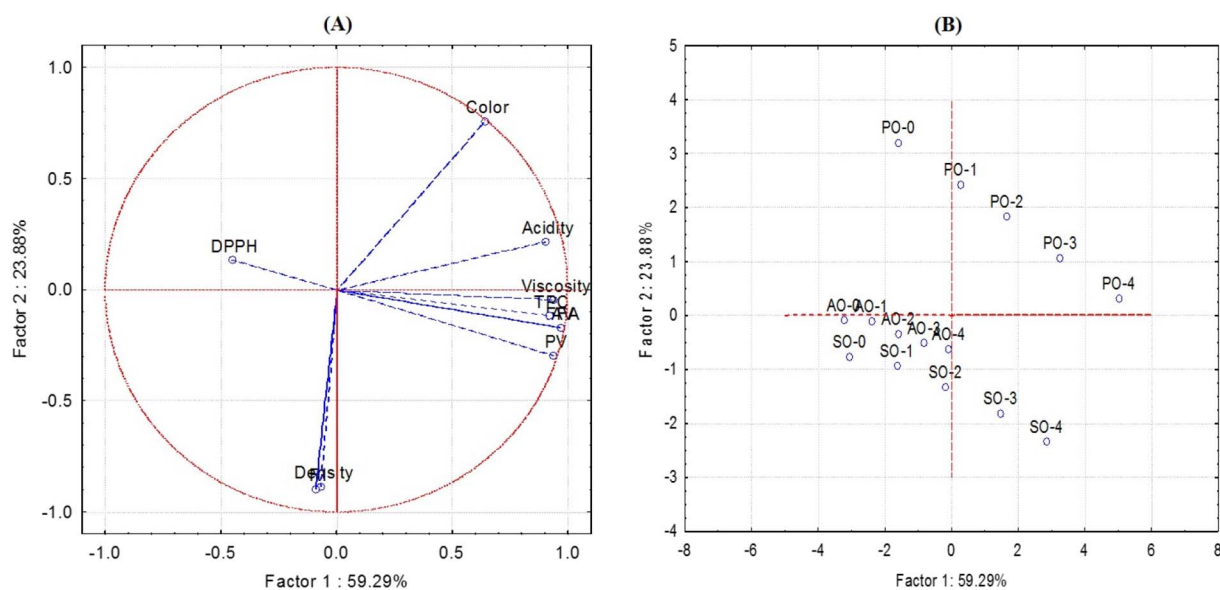 (A)
1.0
0.5
0.0
-0.5
-1.0
-1.0
-0.5
0.0
0.5
1.0
Factor 2 : 23.88%
Factor 1 : 59.29%
Color
Acidity
DPPH
Viscosity
TPC
PV
Density
(B)
5
4
3
2
1
0
-1
-2
-3
-4
-8
-6
-4
-2
0
2
4
6
8
Factor 2: 23.88%
Factor 1: 59.29%
PO-0
PO-1
PO-2
PO-3
PO-4
AO-0
AO-1
AO-2
AO-3
AO-4
SO-0
SO-1
SO-2
SO-3
SO-4